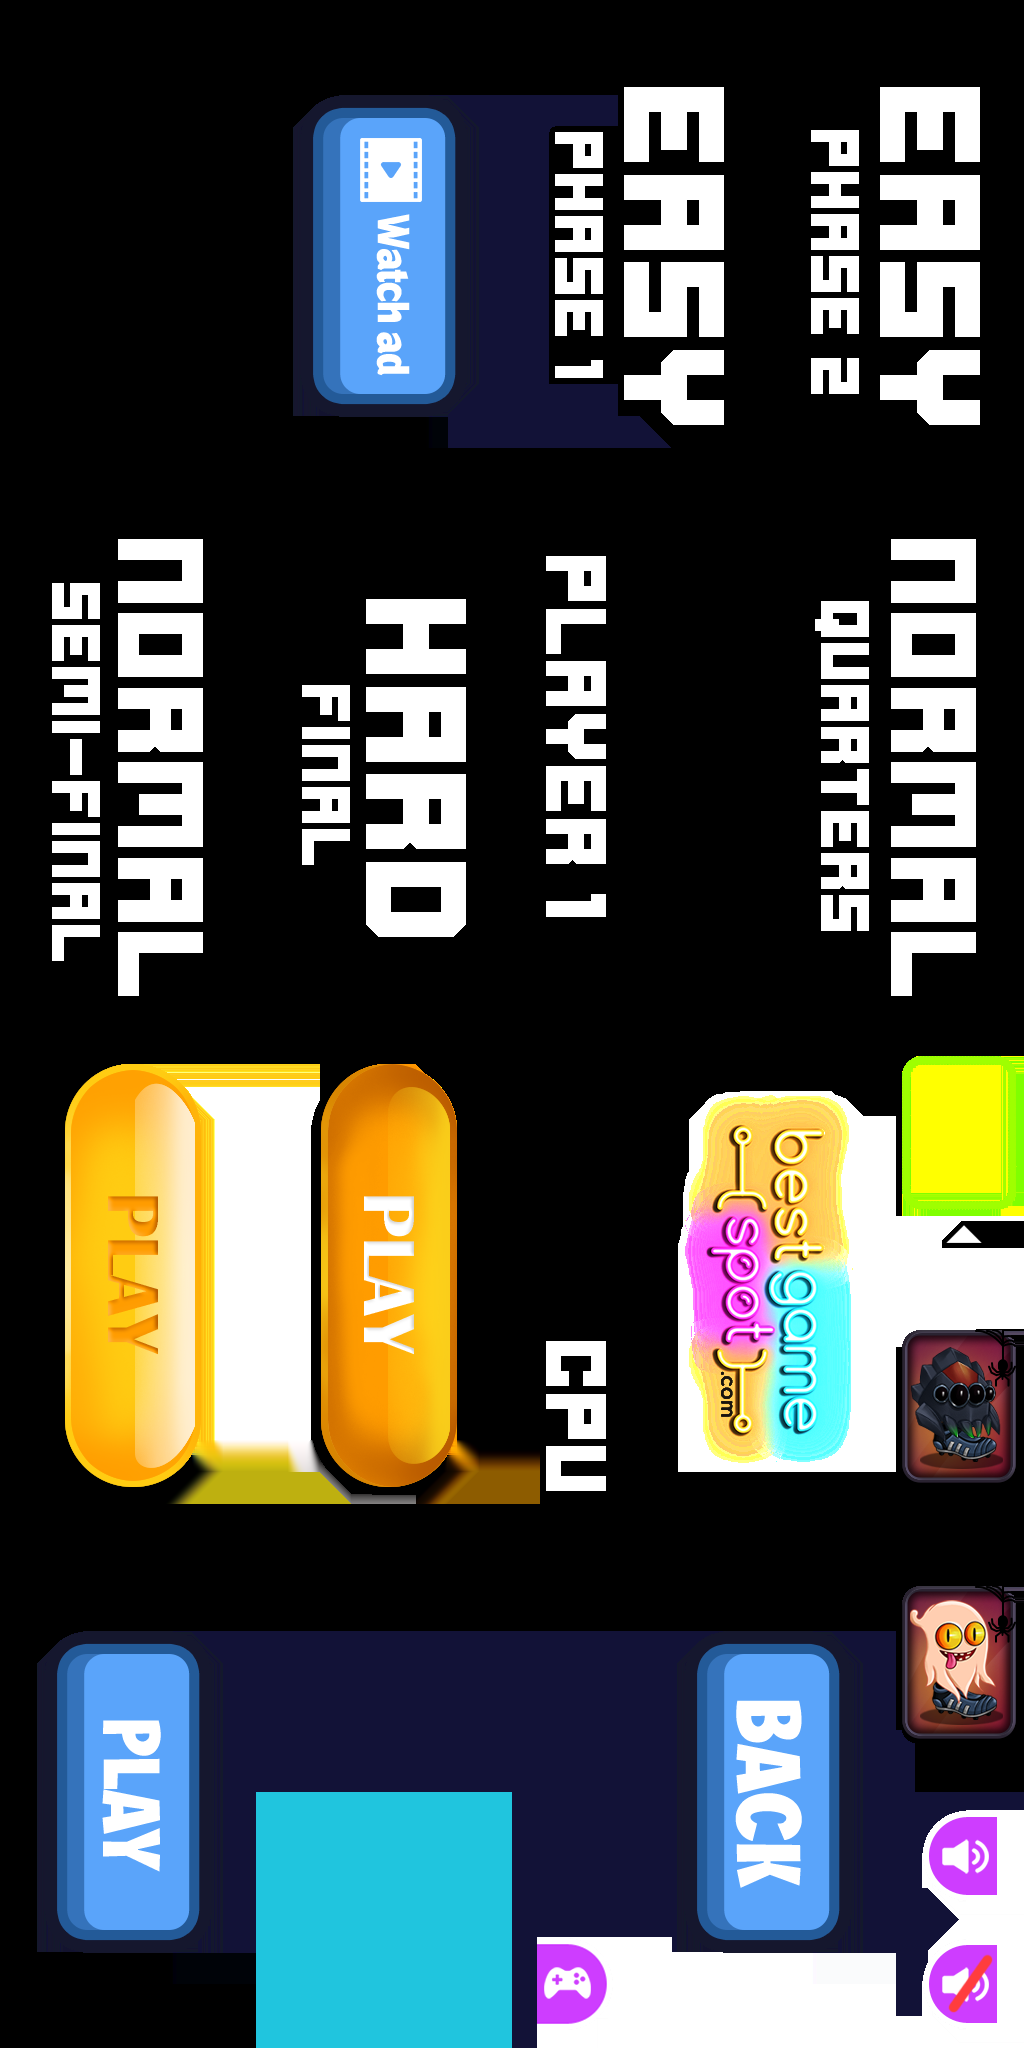 Watch ad
EASY
PHASE 1
EASY
PHASE 2
NORMAL
SEMI-FINAL
HARD
FINAL
PLAYER 1
NORMAL
QUARTERS
PLAY
PLAY
CPU
best game
spot
.com
PLAY
BACK